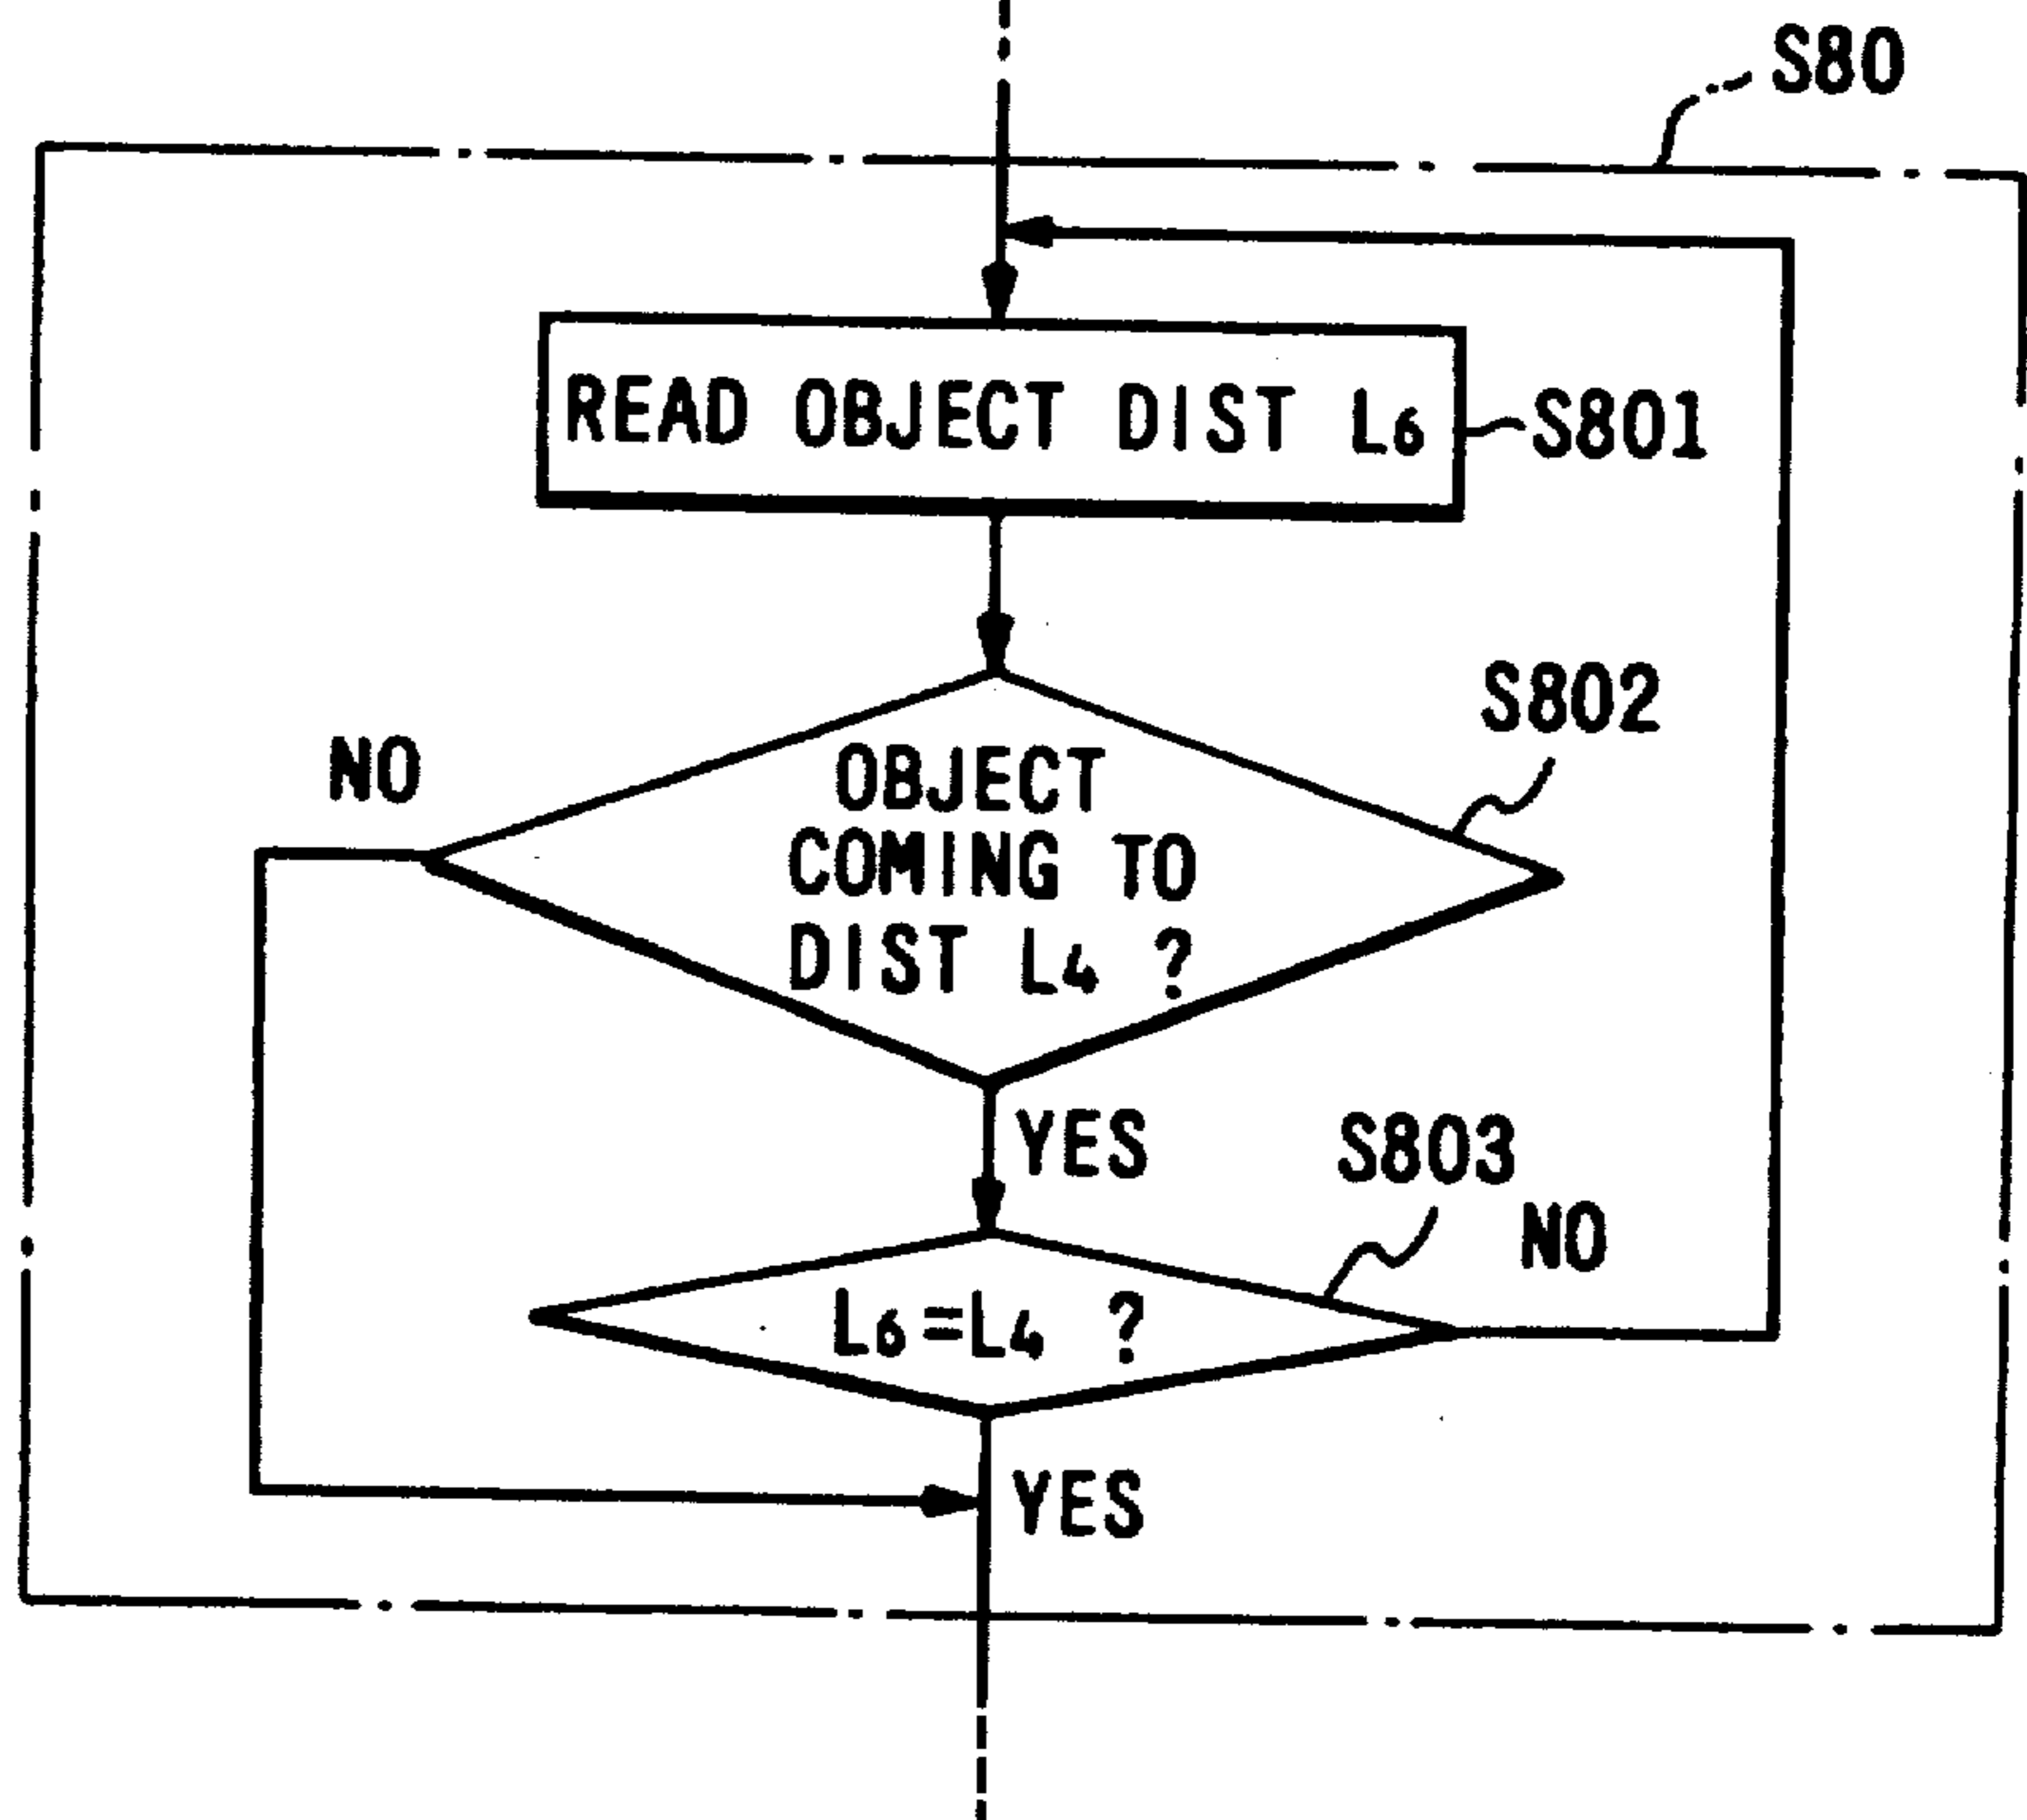 S80
READ OBJECT DIST L6
S801
S802
NO
OBJECT
COMING TO
DIST L4 ?
YES
S803
NO
L6=L4 ?
YES